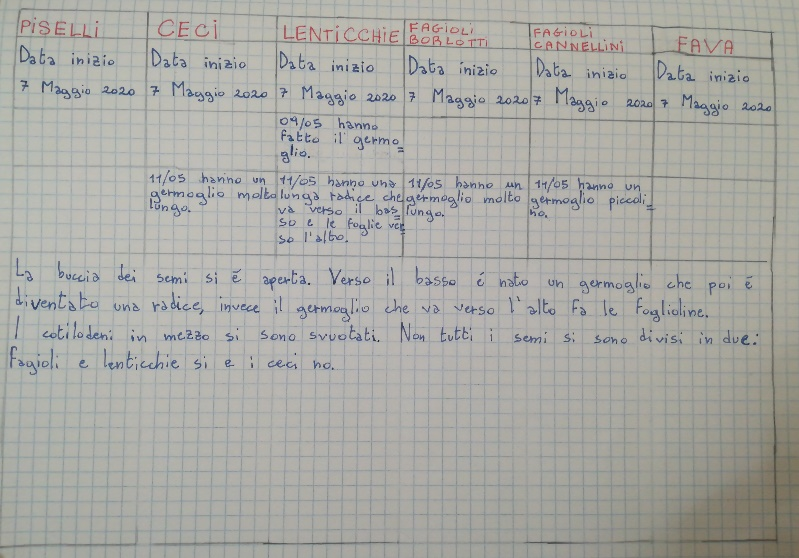 PISELLI
CECI
LENTICCHIE
FAGIOLI
BORLOTTI
FAGIOLI
CANNELLINI
FAVA
Data inizio
7 Maggio 2020
Data inizio
7 Maggio 2020
Data inizio
7 Maggio 2020
Data inizio
7 Maggio 2020
Data inizio
7 Maggio 2020
Data inizio
7 Maggio 2020
09/05 hanno
fatto il germo=
glio.
11/05 hanno un
germoglio molto
lungo.
11/05 hanno una
lunga radice che
va verso il bas=
so e le foglie ver=
so l'alto.
11/05 hanno un
germoglio molto
lungo.
11/05 hanno un
germoglio piccoli=
no.
La buccia dei semi si é aperta. Verso il basso é nato un germoglio che poi é
diventato una radice, invece il germoglio che va verso l'alto fa le foglioline.
I cotilodeni in mezzo si sono svuotati. Non tutti i semi si sono divisi in due:
fagioli e lenticchie si e i ceci no.